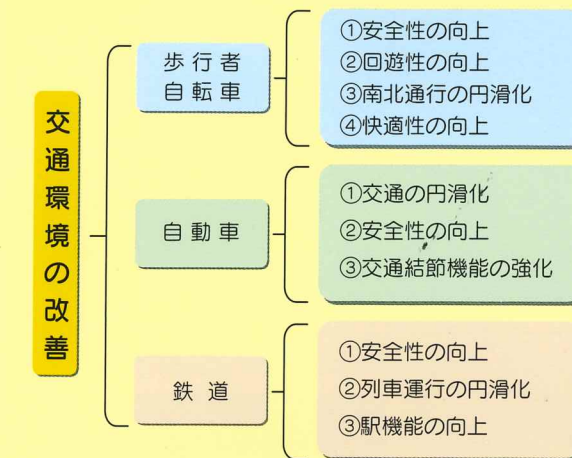 交通環境の改善
歩行者
自転車
①安全性の向上
②回遊性の向上
③南北通行の円滑化
④快適性の向上
自動車
①交通の円滑化
②安全性の向上
③交通結節機能の強化
鉄道
①安全性の向上
②列車運行の円滑化
③駅機能の向上